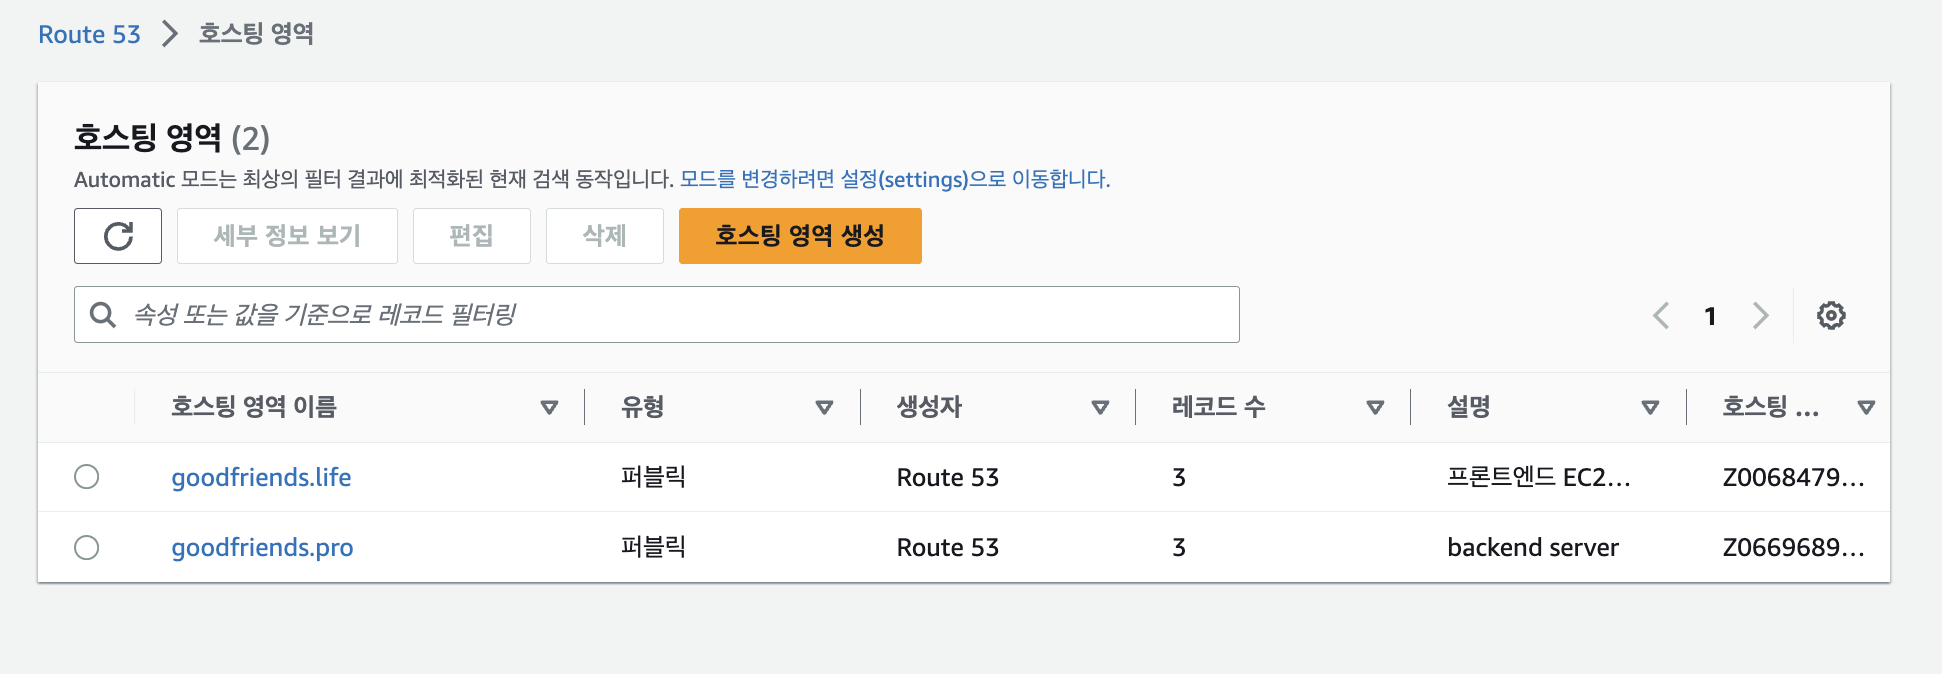 Route 53 > 호스팅 영역
호스팅 영역 (2)
Automatic 모드는 최상의 필터 결과에 최적화된 현재 검색 동작입니다. 모드를 변경하려면 설정(settings)으로 이동합니다.
세부 정보 보기 편집 삭제 호스팅 영역 생성
속성 또는 값을 기준으로 레코드 필터링 1
호스팅 영역 이름 유형 생성자 레코드 수 설명 호스팅 ...
goodfriends.life 퍼블릭 Route 53 3 프론트엔드 EC2... Z0068479...
goodfriends.pro 퍼블릭 Route 53 3 backend server Z0669689...